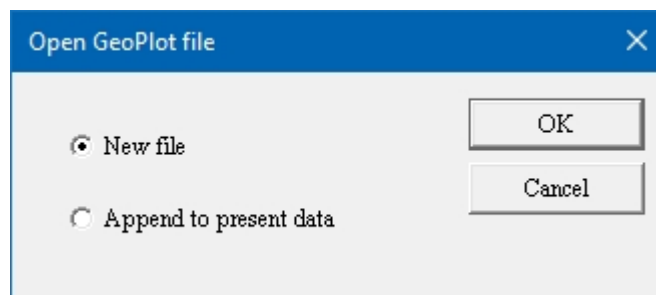 Open GeoPlot file
New file
OK
Cancel
Append to present data